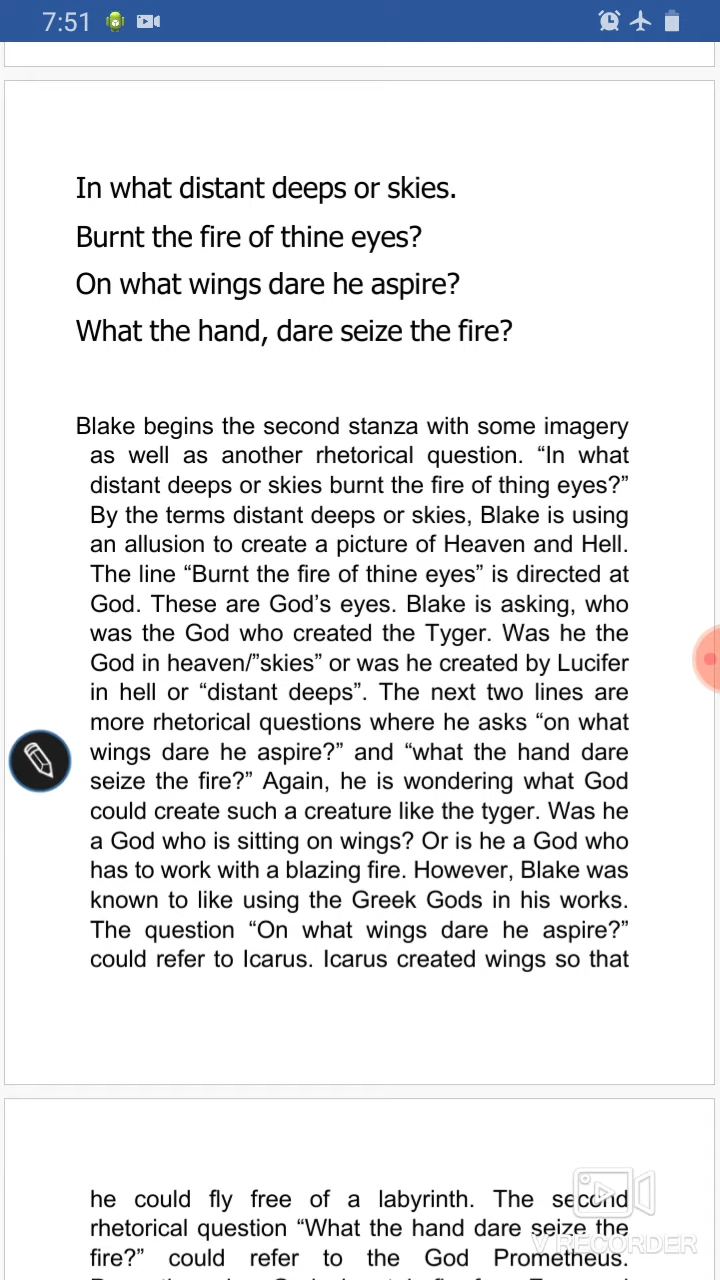 7:51
In what distant deeps or skies.
Burnt the fire of thine eyes?
On what wings dare he aspire?
What the hand, dare seize the fire?
Blake begins the second stanza with some imagery
as well as another rhetorical question. “In what
distant deeps or skies burnt the fire of thing eyes?”
By the terms distant deeps or skies, Blake is using
an allusion to create a picture of Heaven and Hell.
The line “Burnt the fire of thine eyes” is directed at
God. These are God’s eyes. Blake is asking, who
was the God who created the Tyger. Was he the
God in heaven/”skies” or was he created by Lucifer
in hell or “distant deeps”. The next two lines are
more rhetorical questions where he asks “on what
wings dare he aspire?” and “what the hand dare
seize the fire?” Again, he is wondering what God
could create such a creature like the tyger. Was he
a God who is sitting on wings? Or is he a God who
has to work with a blazing fire. However, Blake was
known to like using the Greek Gods in his works.
The question “On what wings dare he aspire?”
could refer to Icarus. Icarus created wings so that
he could fly free of a labyrinth. The second
rhetorical question “What the hand dare seize the
fire?” could refer to the God Prometheus.
V RECORDER